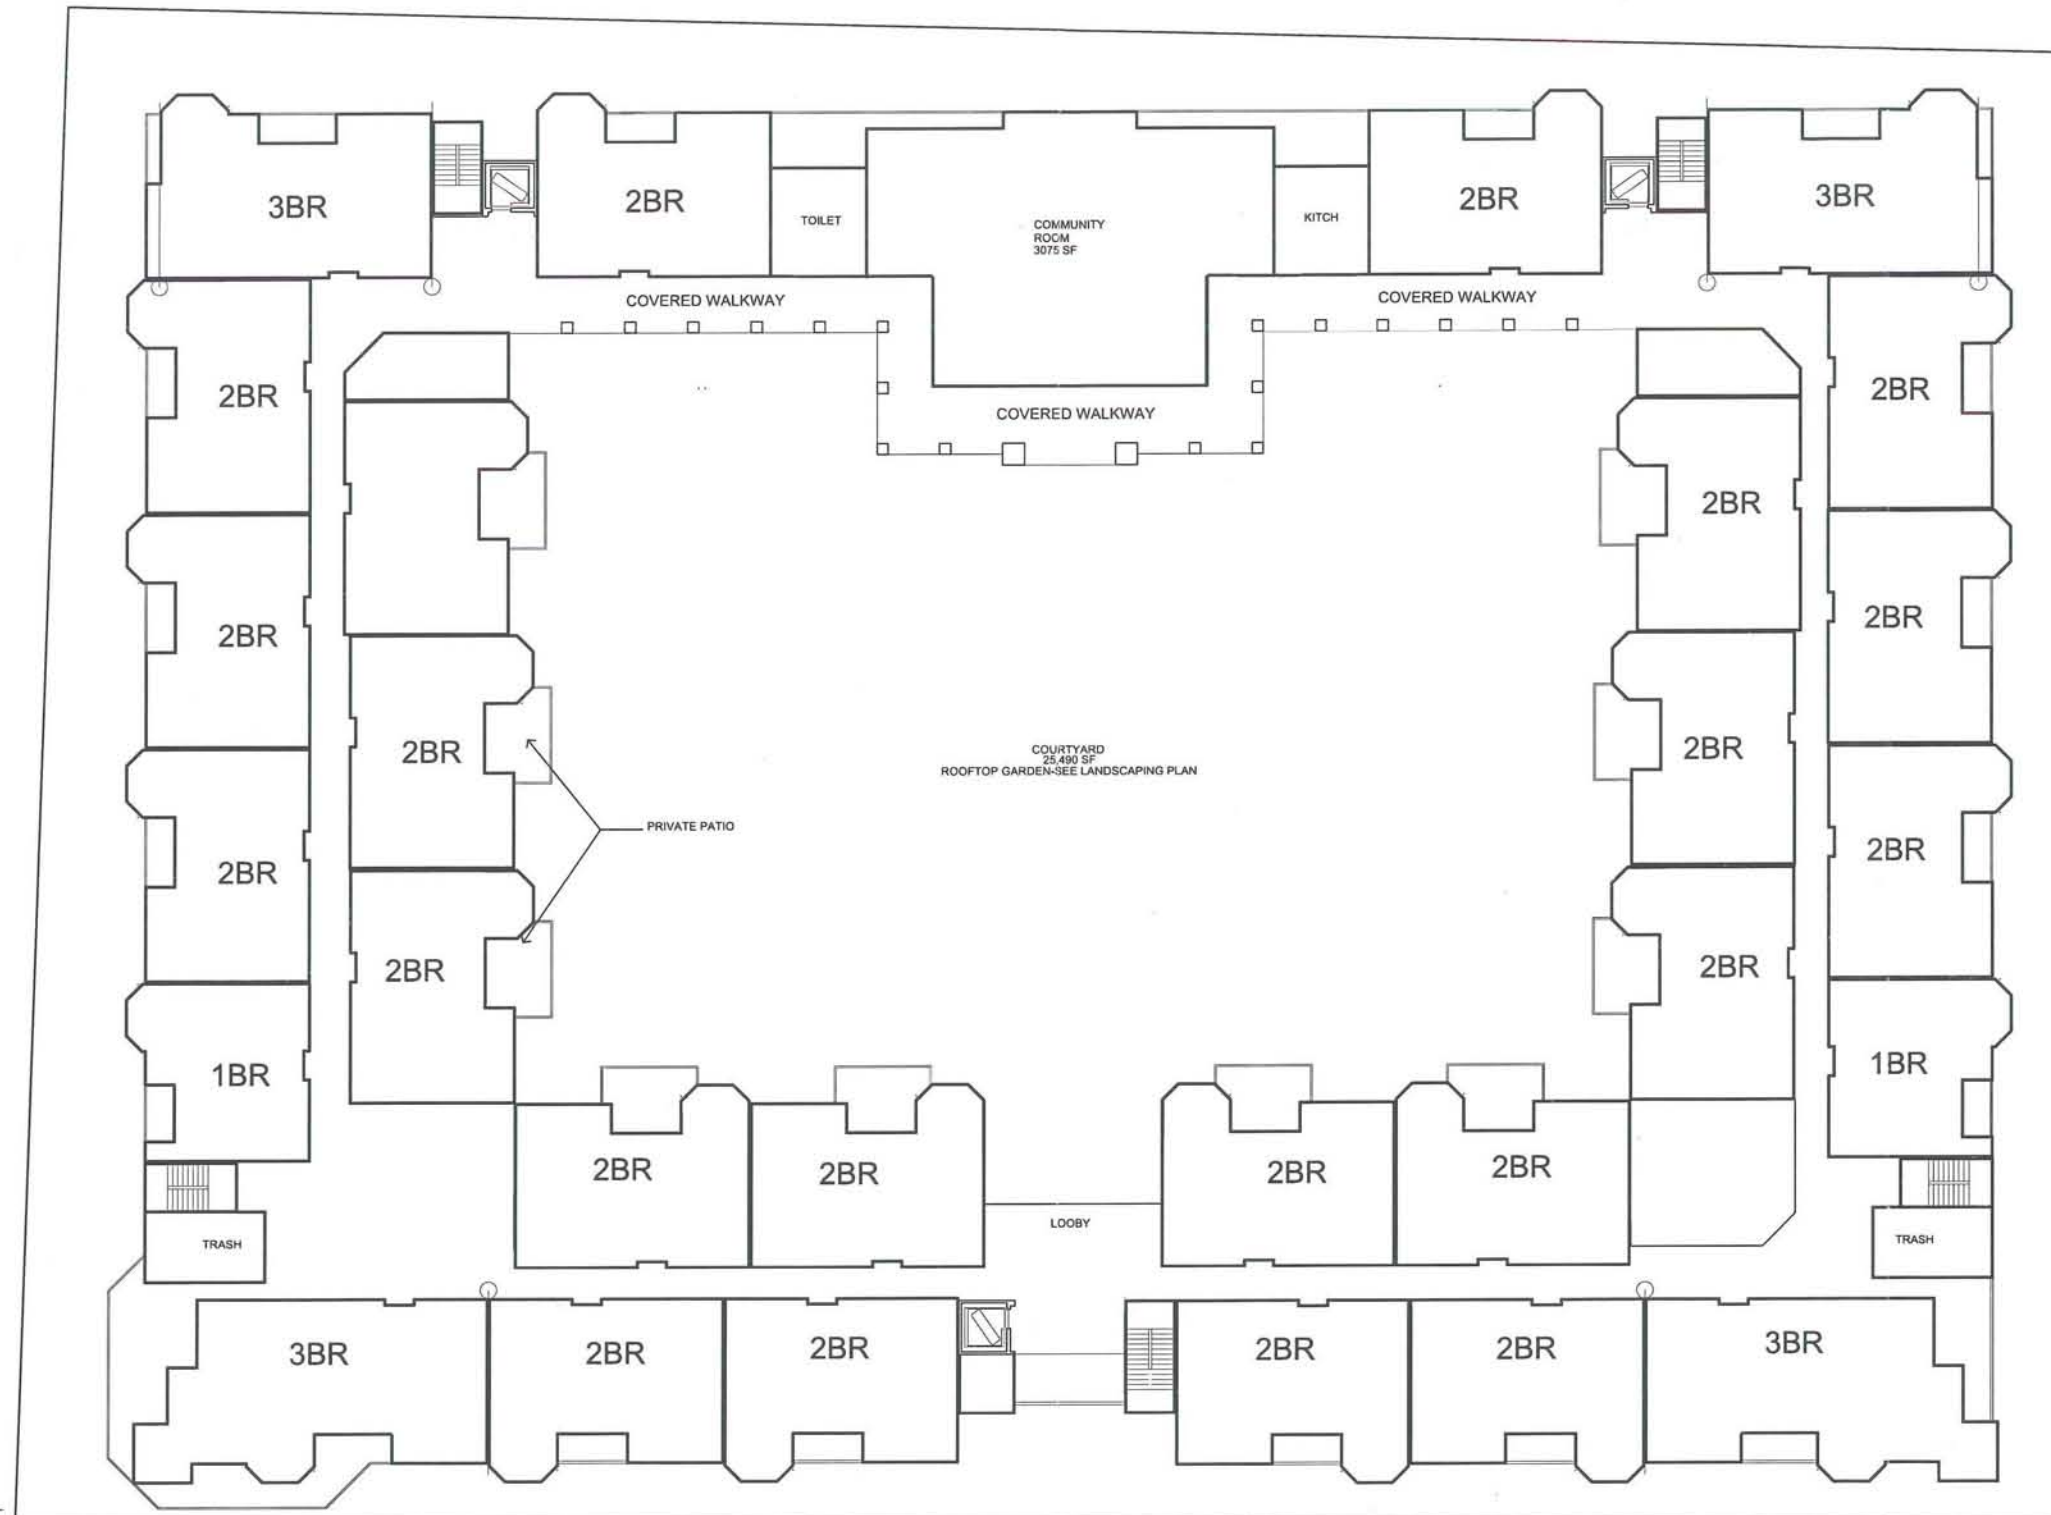 3BR
2BR
TOILET
COMMUNITY
ROOM
3075 SF
KITCH
2BR
3BR
COVERED WALKWAY
COVERED WALKWAY
2BR
2BR
COVERED WALKWAY
2BR
2BR
2BR
2BR
2BR
COURTYARD
25,490 SF
ROOFTOP GARDEN-SEE LANDSCAPING PLAN
PRIVATE PATIO
2BR
2BR
2BR
2BR
2BR
1BR
1BR
2BR
2BR
2BR
2BR
LOOBY
TRASH
TRASH
3BR
2BR
2BR
2BR
2BR
3BR